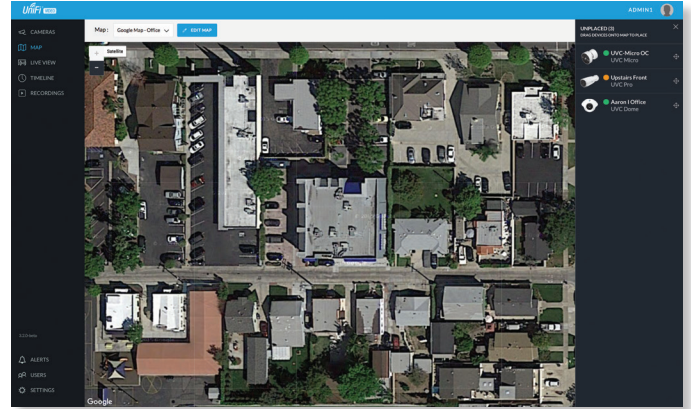 UniFi VIDEO
ADMIN1
CAMERAS
MAP
LIVE VIEW
TIMELINE
RECORDINGS
Map :
Google Map - Office
EDIT MAP
+
Satellite
−
UNPLACED (3)
DRAG DEVICES ONTO MAP TO PLACE
UVC-Micro OC
UVC Micro
Upstairs Front
UVC Pro
Aaron I Office
UVC Dome
ALERTS
USERS
SETTINGS
Google